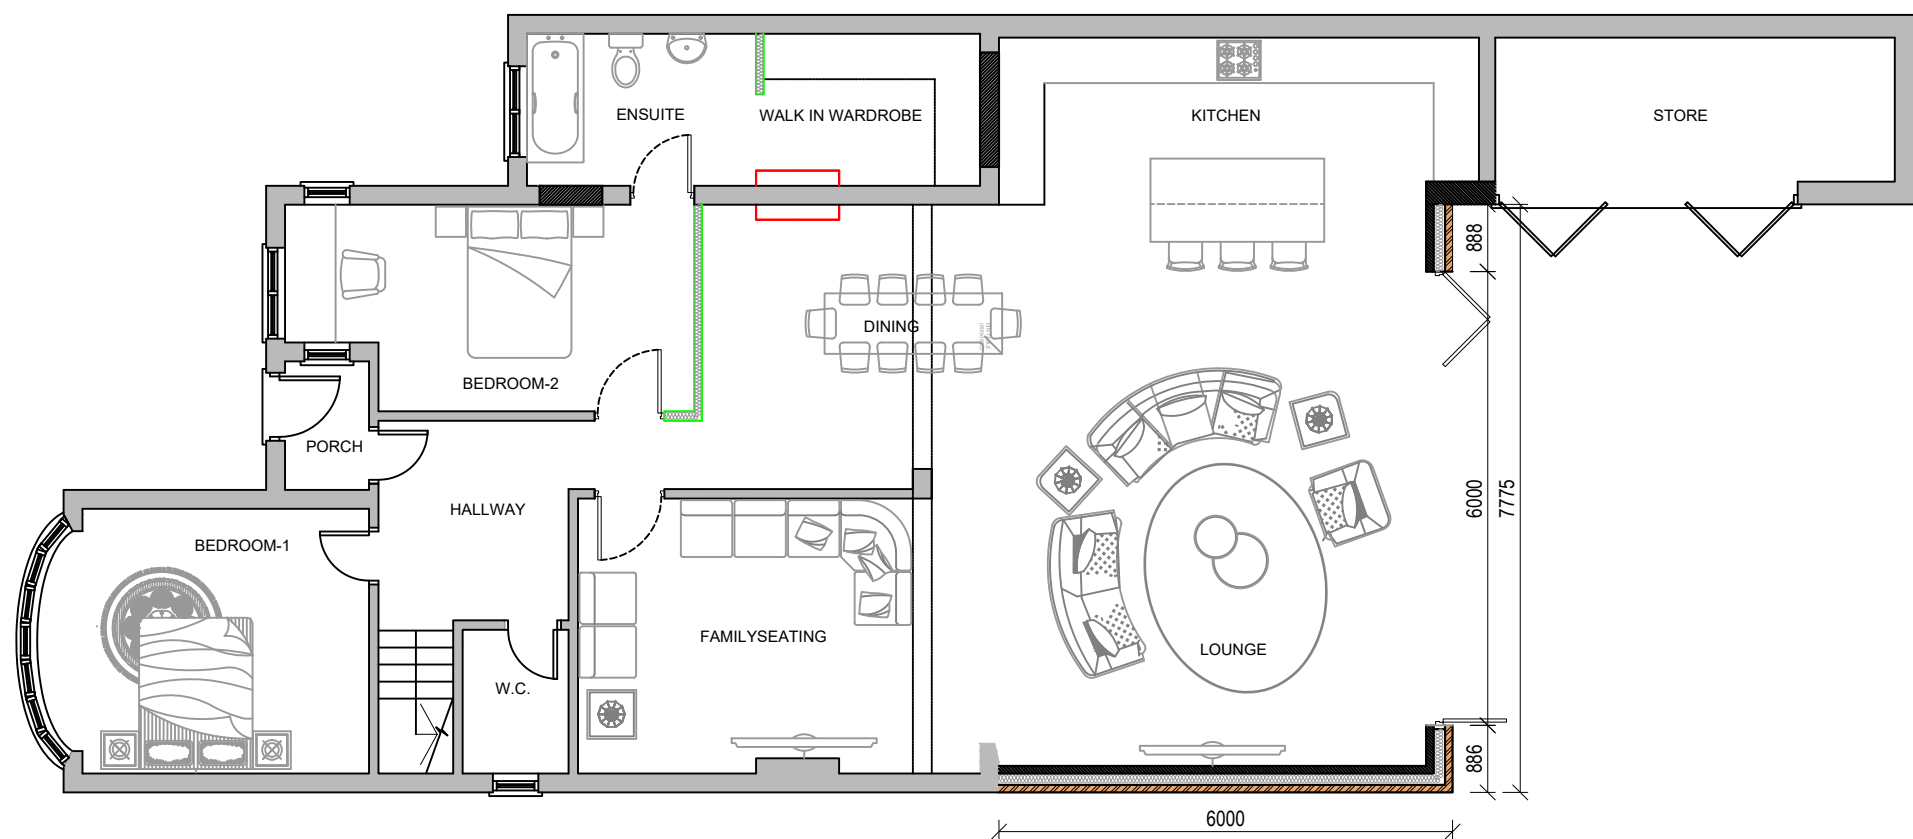 ENSUITE
WALK IN WARDROBE
KITCHEN
STORE
888
DINING
BEDROOM-2
PORCH
HALLWAY
6000
7775
BEDROOM-1
FAMILYSEATING
LOUNGE
W.C.
886
6000